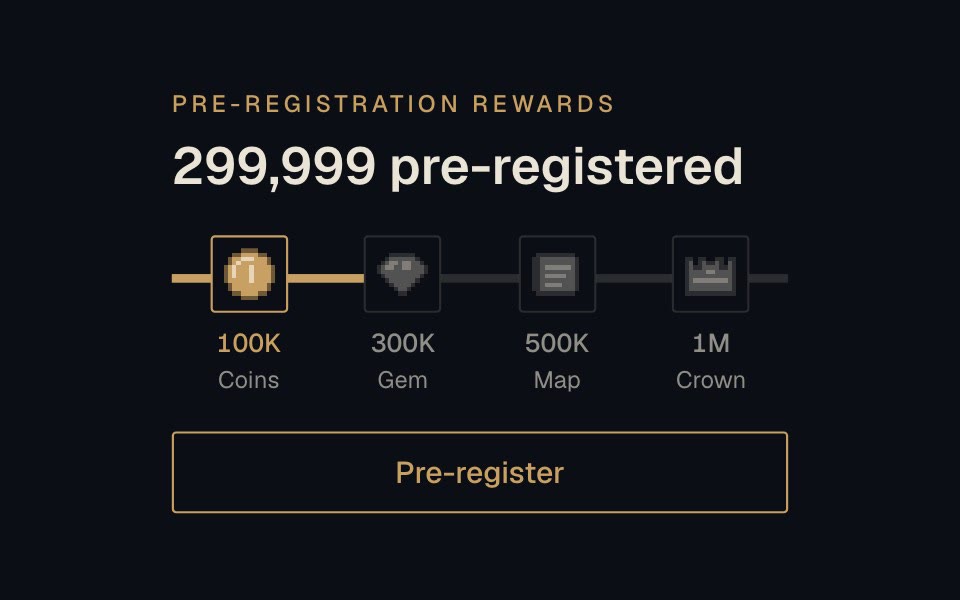 PRE-REGISTRATION REWARDS
299,999 pre-registered
100K 300K 500K 1M
Coins Gem Map Crown
Pre-register